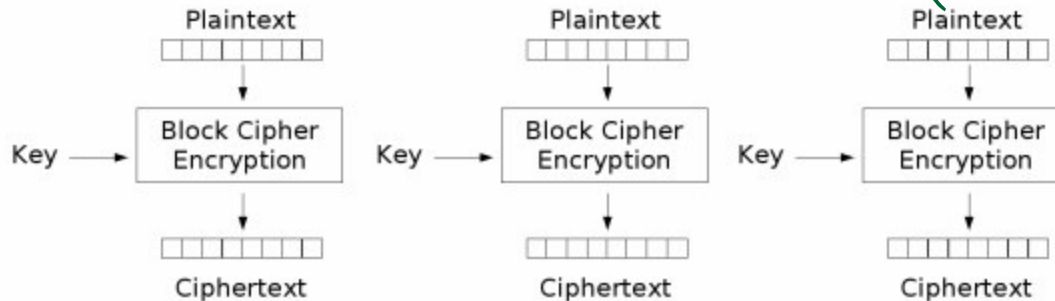 Plaintext Plaintext Plaintext
Block Cipher Block Cipher Block Cipher
Key Encryption Key Encryption Key Encryption
Ciphertext Ciphertext Ciphertext